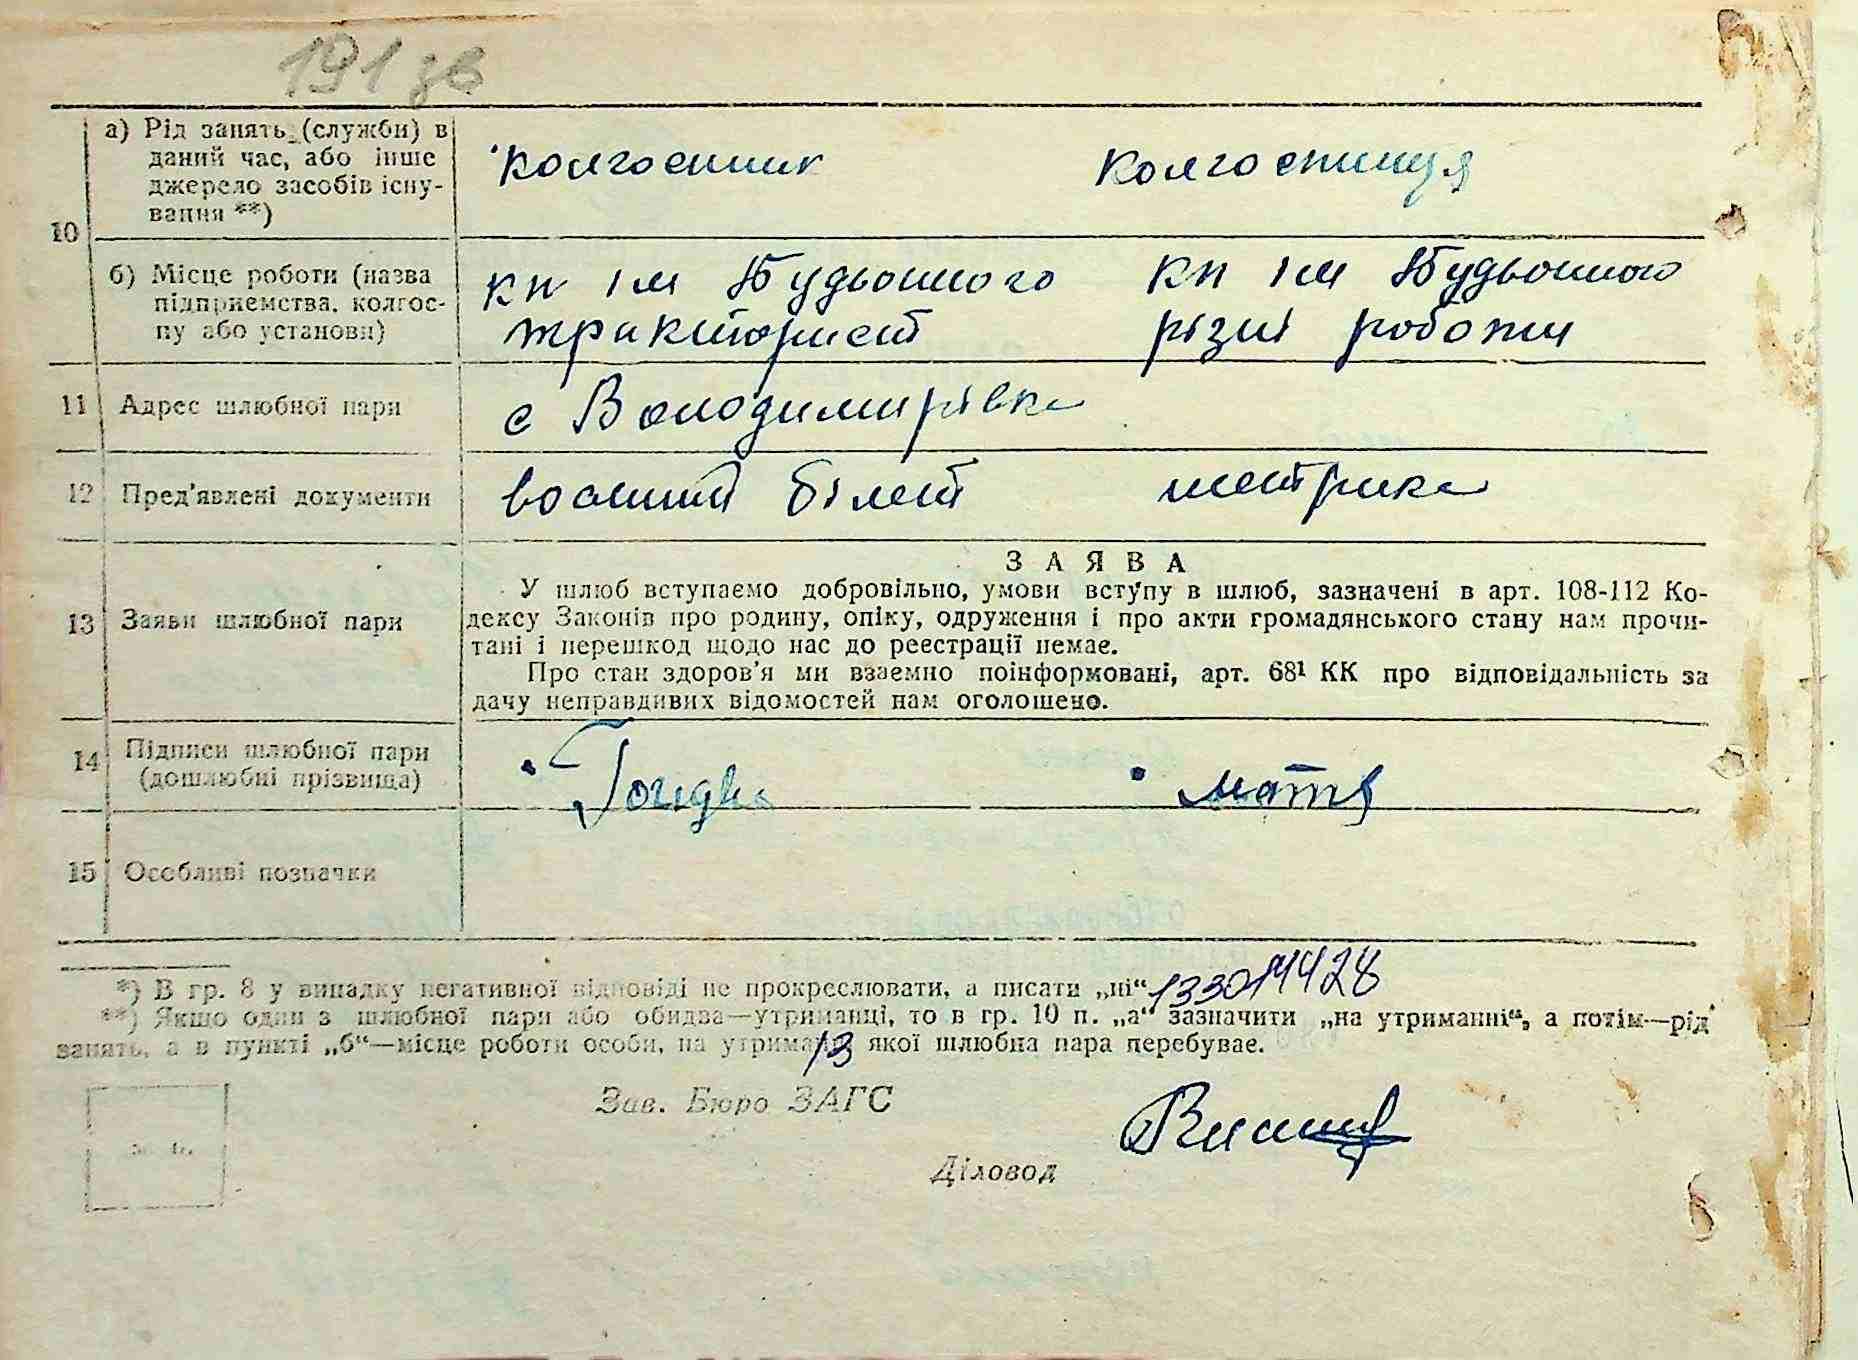 191 зв
а) Рід занять (служби) в даний час, або інше джерело засобів існування **) колгоспник колгоспниця
10
б) Місце роботи (назва підприємства, колгоспу або установи) кп ім Будьонного кп ім Будьонного
тракторист різні роботи
11 Адрес шлюбної пари с Володимирівка
12 Пред'явлені документи воєнний білет метрика
З А Я В А
13 Заяви шлюбної пари У шлюб вступаємо добровільно, умови вступу в шлюб, зазначені в арт. 108-112 Ко-
дексу Законів про родину, опіку, одруження і про акти громадянського стану нам прочи-
тані і перешкод щодо нас до реєстрації немає.
Про стан здоров'я ми взаємно поінформовані, арт. 68¹ КК про відповідальність за
дачу неправдивих відомостей нам оголошено.
14 Підписи шлюбної пари
(дошлюбні прізвища)
15 Особливі позначки
*) В гр. 8 у випадку негативної відповіді не прокреслювати, а писати „ні“
**) Якщо один з шлюбної пари або обидва—утриманці, то в гр. 10 п. „а“ зазначити „на утриманні“, а потім—рід
занять, а в пункті „б“—місце роботи особи, на утриманні якої шлюбна пара перебуває.
13
Зав. Бюро ЗАГС
Діловод